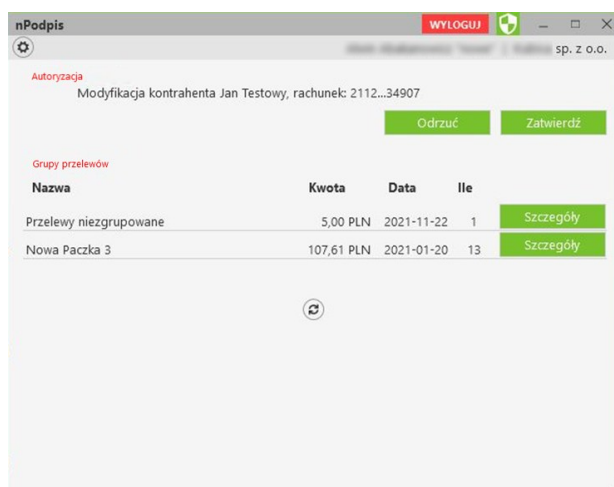 nPodpis WYLOGUJ
sp. z o.o.
Autoryzacja
Modyfikacja kontrahenta Jan Testowy, rachunek: 2112...34907
Odrzuć Zatwierdź
Grupy przelewów
Nazwa Kwota Data Ile
Przelewy niezgrupowane 5,00 PLN 2021-11-22 1 Szczegóły
Nowa Paczka 3 107,61 PLN 2021-01-20 13 Szczegóły